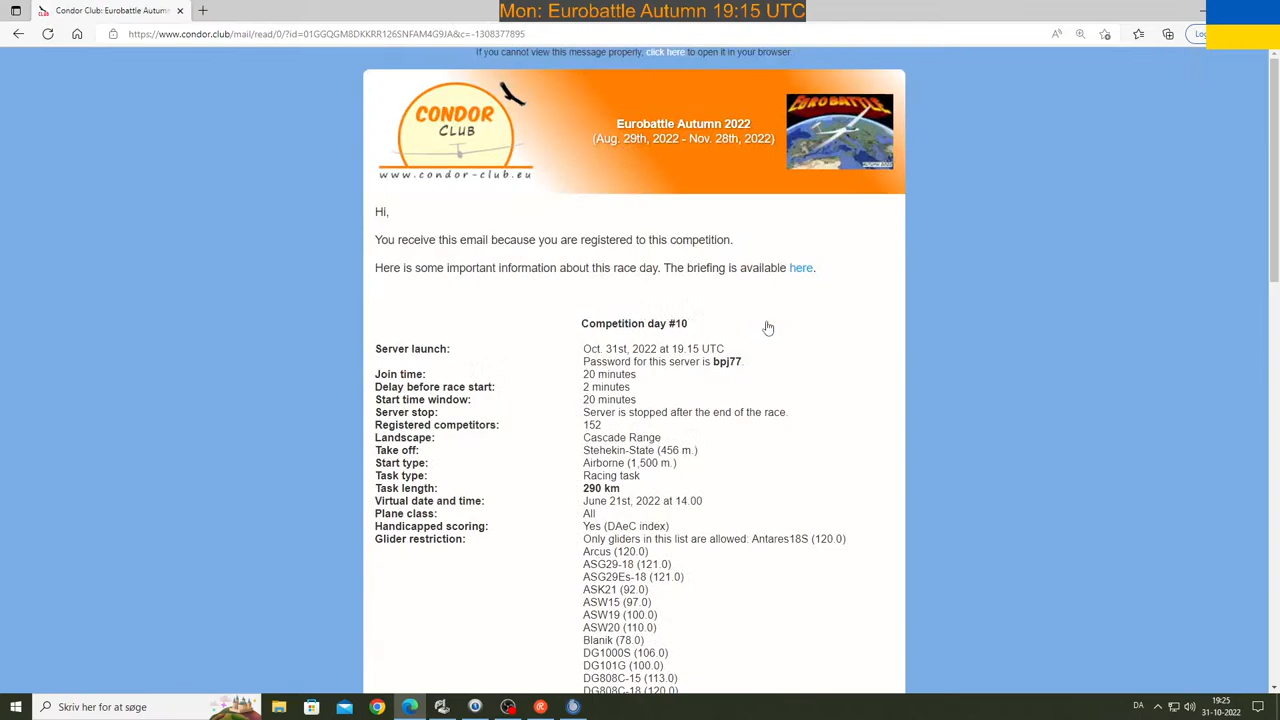 Mon: Eurobattle Autumn 19:15 UTC
Condor Club: Eurobattle Autumn 2
https://www.condor.club/mail/read/0/?id=01GGQGM8DKKRR126SNFAM4G9JA&c=-1308377895
If you cannot view this message properly, click here to open it in your browser.
CONDOR
CLUB
www.condor-club.eu
Eurobattle Autumn 2022
(Aug. 29th, 2022 - Nov. 28th, 2022)
EUROBATTLE
Hi,
You receive this email because you are registered to this competition.
Here is some important information about this race day. The briefing is available here.
Competition day #10
Server launch: Oct. 31st, 2022 at 19.15 UTC
Password for this server is bpj77.
Join time: 20 minutes
Delay before race start: 2 minutes
Start time window: 20 minutes
Server stop: Server is stopped after the end of the race.
Registered competitors: 152
Landscape: Cascade Range
Take off: Stehekin-State (456 m.)
Start type: Airborne (1,500 m.)
Task type: Racing task
Task length: 290 km
Virtual date and time: June 21st, 2022 at 14.00
Plane class: All
Handicapped scoring: Yes (DAeC index)
Glider restriction: Only gliders in this list are allowed: Antares18S (120.0)
Arcus (120.0)
ASG29-18 (121.0)
ASG29Es-18 (121.0)
ASK21 (92.0)
ASW15 (97.0)
ASW19 (100.0)
ASW20 (110.0)
Blanik (78.0)
DG1000S (106.0)
DG101G (100.0)
DG808C-15 (113.0)
DG808C-18 (120.0)
Skriv her for at søge
DA
19:25
31-10-2022